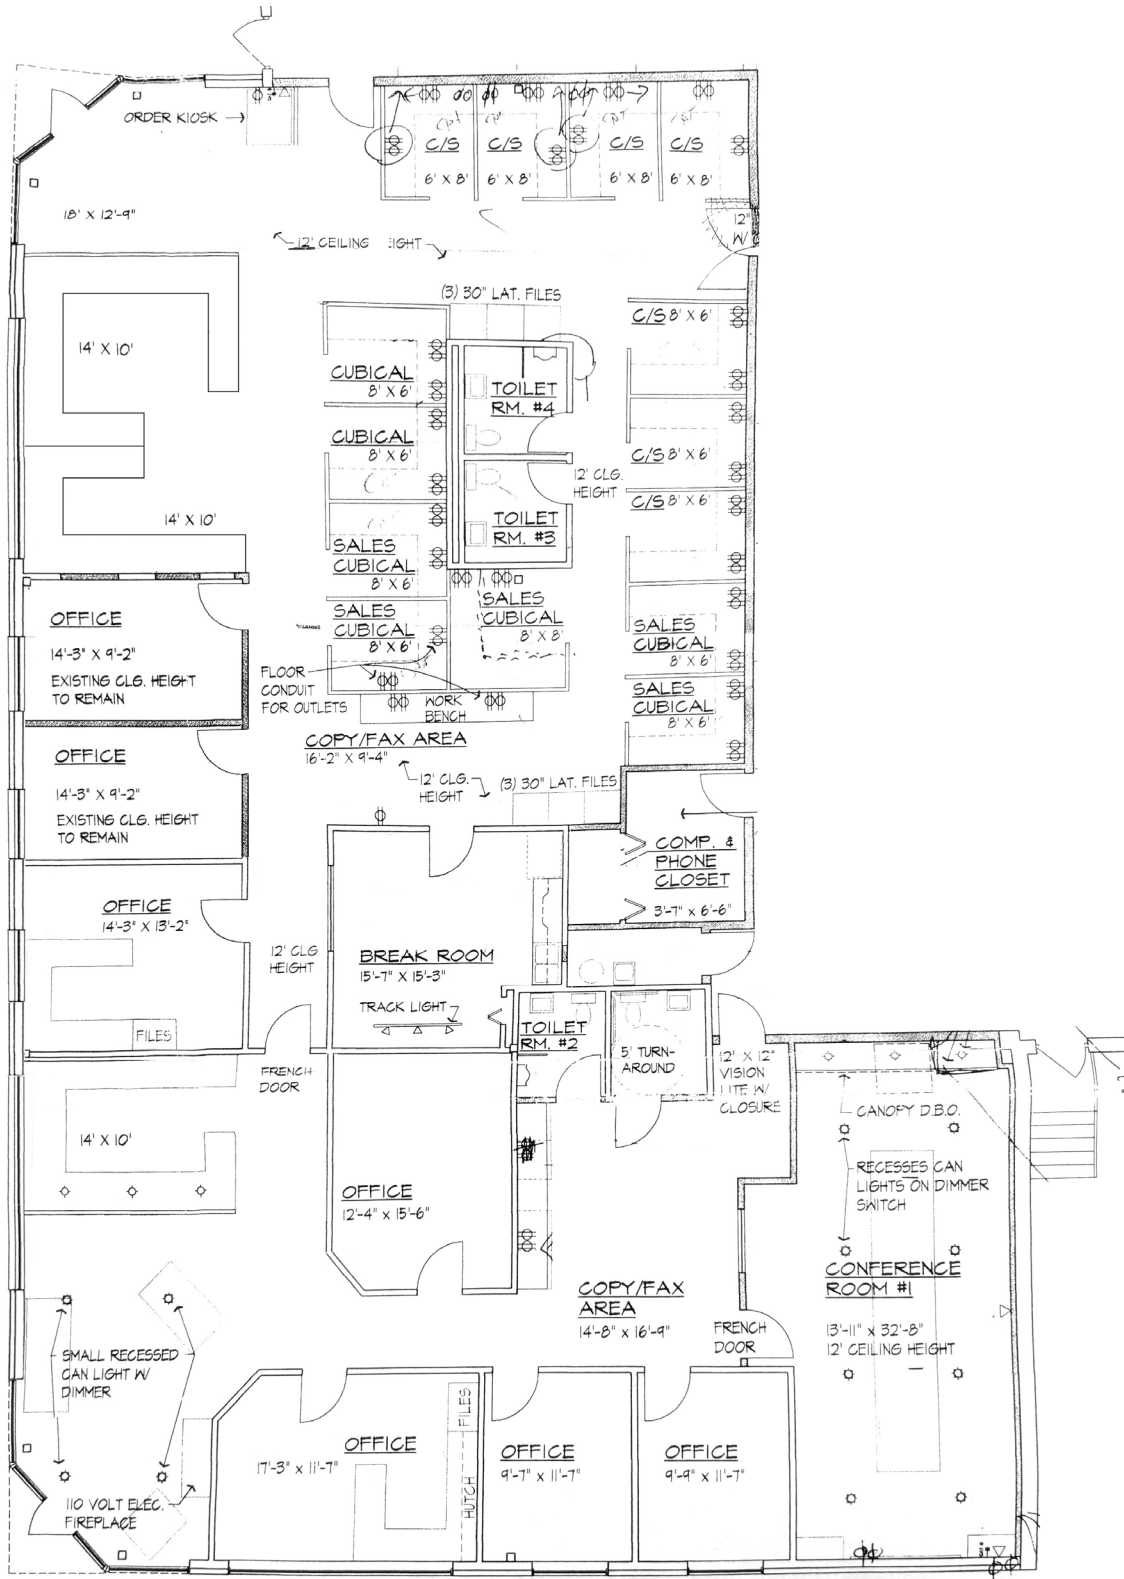 ORDER KIOSK
18' X 12'-9"
C/S
6' X 8'
C/S
6' X 8'
C/S
6' X 8'
C/S
6' X 8'
12"
W/
12' CEILING
(3) 30" LAT. FILES
C/S 8' X 6'
14' X 10'
CUBICAL
8' X 6'
TOILET
RM. #4
CUBICAL
8' X 6'
C/S 8' X 6'
12' CLG.
HEIGHT
C/S 8' X 6'
14' X 10'
TOILET
RM. #3
SALES
CUBICAL
8' X 6'
SALES
CUBICAL
8' X 6'
SALES
CUBICAL
8' X 8'
OFFICE
14'-3" X 9'-2"
EXISTING CLG. HEIGHT
TO REMAIN
SALES
CUBICAL
8' X 6'
FLOOR
CONDUIT
FOR OUTLETS
WORK
BENCH
SALES
CUBICAL
8' X 6'
COPY/FAX AREA
16'-2" X 9'-4"
OFFICE
14'-3" X 9'-2"
EXISTING CLG. HEIGHT
TO REMAIN
12' CLG.
HEIGHT
(3) 30" LAT. FILES
COMP. &
PHONE
CLOSET
3'-7" x 6'-6"
OFFICE
14'-3" X 13'-2"
12' CLG
HEIGHT
BREAK ROOM
15'-7" X 15'-3"
TRACK LIGHT
FILES
TOILET
RM. #2
5' TURN-
AROUND
12" X 12"
VISION
LITE W/
CLOSURE
FRENCH
DOOR
CANOPY D.B.O.
14' X 10'
RECESSES CAN
LIGHTS ON DIMMER
SWITCH
OFFICE
12'-4" x 15'-6"
CONFERENCE
ROOM #1
13'-11" x 32'-8"
12' CEILING HEIGHT
COPY/FAX
AREA
14'-8" x 16'-9"
FRENCH
DOOR
SMALL RECESSED
CAN LIGHT W/
DIMMER
FILES
OFFICE
17'-3" x 11'-7"
OFFICE
9'-7" x 11'-7"
OFFICE
9'-9" x 11'-7"
HUTCH
110 VOLT ELEC.
FIREPLACE